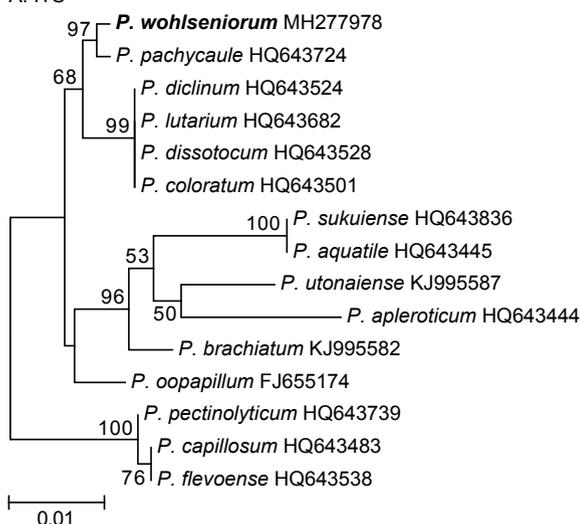 97
P. wohlseniorum MH277978
P. pachycaule HQ643724
68
P. diclinum HQ643524
99
P. lutarium HQ643682
P. dissotocum HQ643528
P. coloratum HQ643501
100
P. sukuiense HQ643836
P. aquatile HQ643445
53
P. utonaiense KJ995587
96
50
P. apleroticum HQ643444
P. brachiatum KJ995582
P. oopapillum FJ655174
P. pectinolyticum HQ643739
100
P. capillosum HQ643483
76
P. flevoense HQ643538
0.01